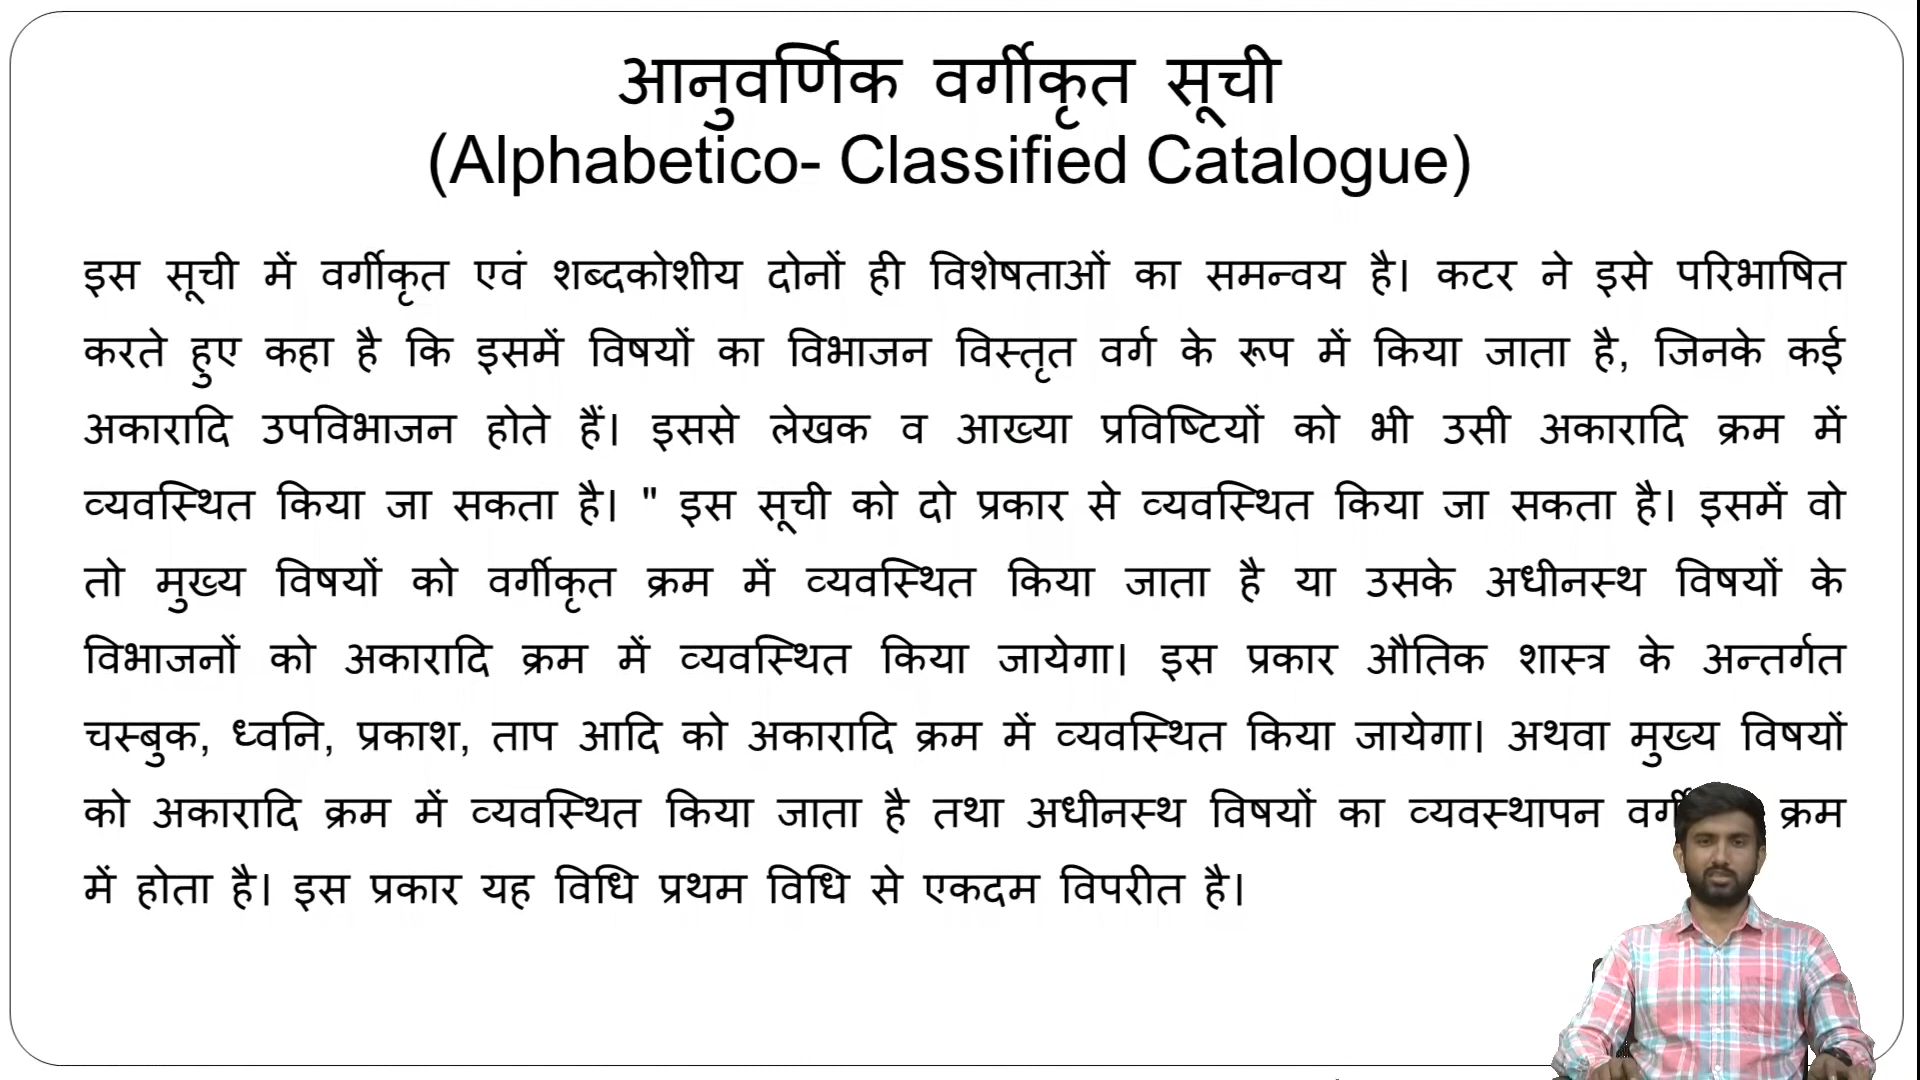 आनुवर्णिक वर्गीकृत सूची
(Alphabetico- Classified Catalogue)
इस सूची में वर्गीकृत एवं शब्दकोशीय दोनों ही विशेषताओं का समन्वय है। कटर ने इसे परिभाषित
करते हुए कहा है कि इसमें विषयों का विभाजन विस्तृत वर्ग के रूप में किया जाता है, जिनके कई
अकारादि उपविभाजन होते हैं। इससे लेखक व आख्या प्रविष्टियों को भी उसी अकारादि क्रम में
व्यवस्थित किया जा सकता है। " इस सूची को दो प्रकार से व्यवस्थित किया जा सकता है। इसमें वो
तो मुख्य विषयों को वर्गीकृत क्रम में व्यवस्थित किया जाता है या उसके अधीनस्थ विषयों के
विभाजनों को अकारादि क्रम में व्यवस्थित किया जायेगा। इस प्रकार औतिक शास्त्र के अन्तर्गत
चस्बुक, ध्वनि, प्रकाश, ताप आदि को अकारादि क्रम में व्यवस्थित किया जायेगा। अथवा मुख्य विषयों
को अकारादि क्रम में व्यवस्थित किया जाता है तथा अधीनस्थ विषयों का व्यवस्थापन क्रम
में होता है। इस प्रकार यह विधि प्रथम विधि से एकदम विपरीत है।